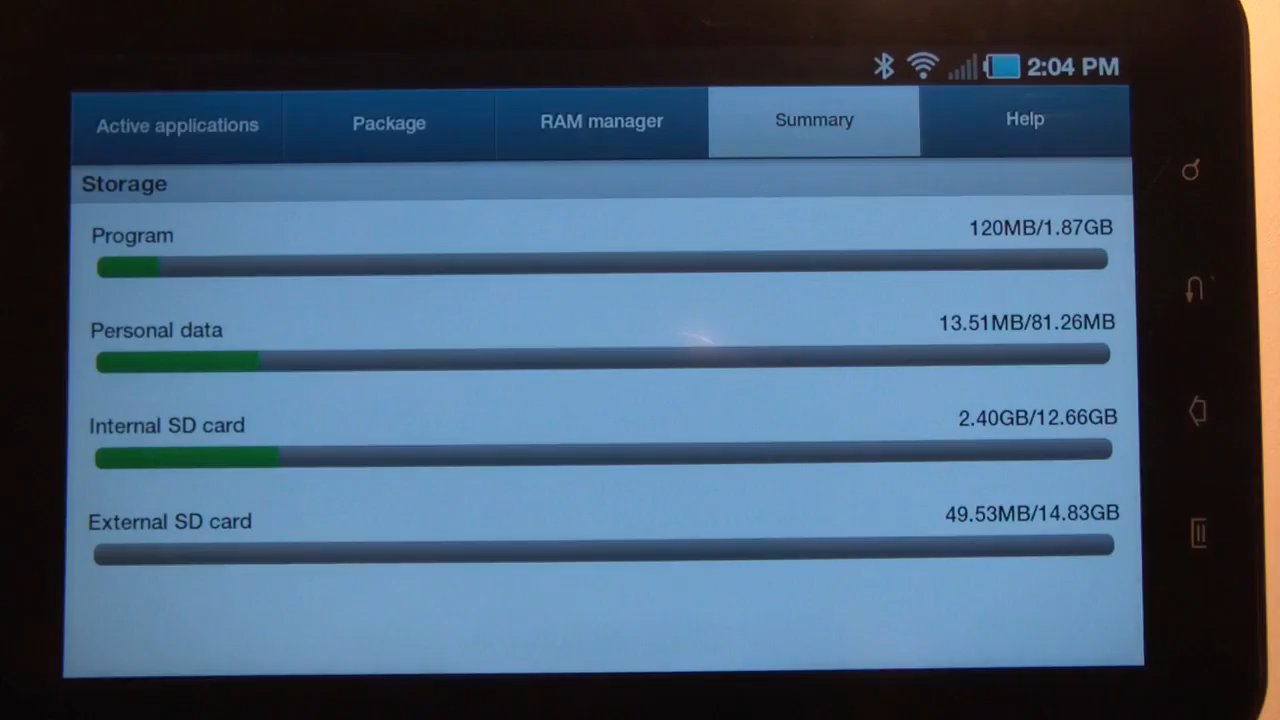 2:04 PM
Active applications
Package
RAM manager
Summary
Help
Storage
Program 120MB/1.87GB
Personal data 13.51MB/81.26MB
Internal SD card 2.40GB/12.66GB
External SD card 49.53MB/14.83GB